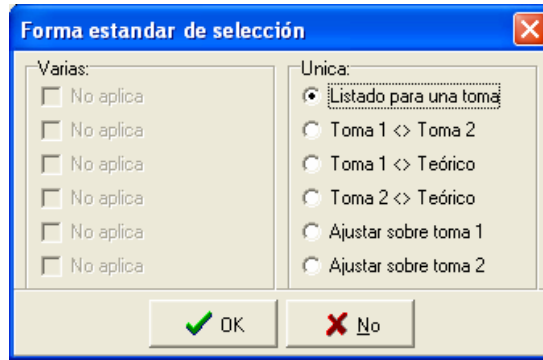 Forma estandar de selección
Varias:
No aplica
No aplica
No aplica
No aplica
No aplica
No aplica
Unica:
Listado para una toma
Toma 1 <> Toma 2
Toma 1 <> Teórico
Toma 2 <> Teórico
Ajustar sobre toma 1
Ajustar sobre toma 2
OK
No